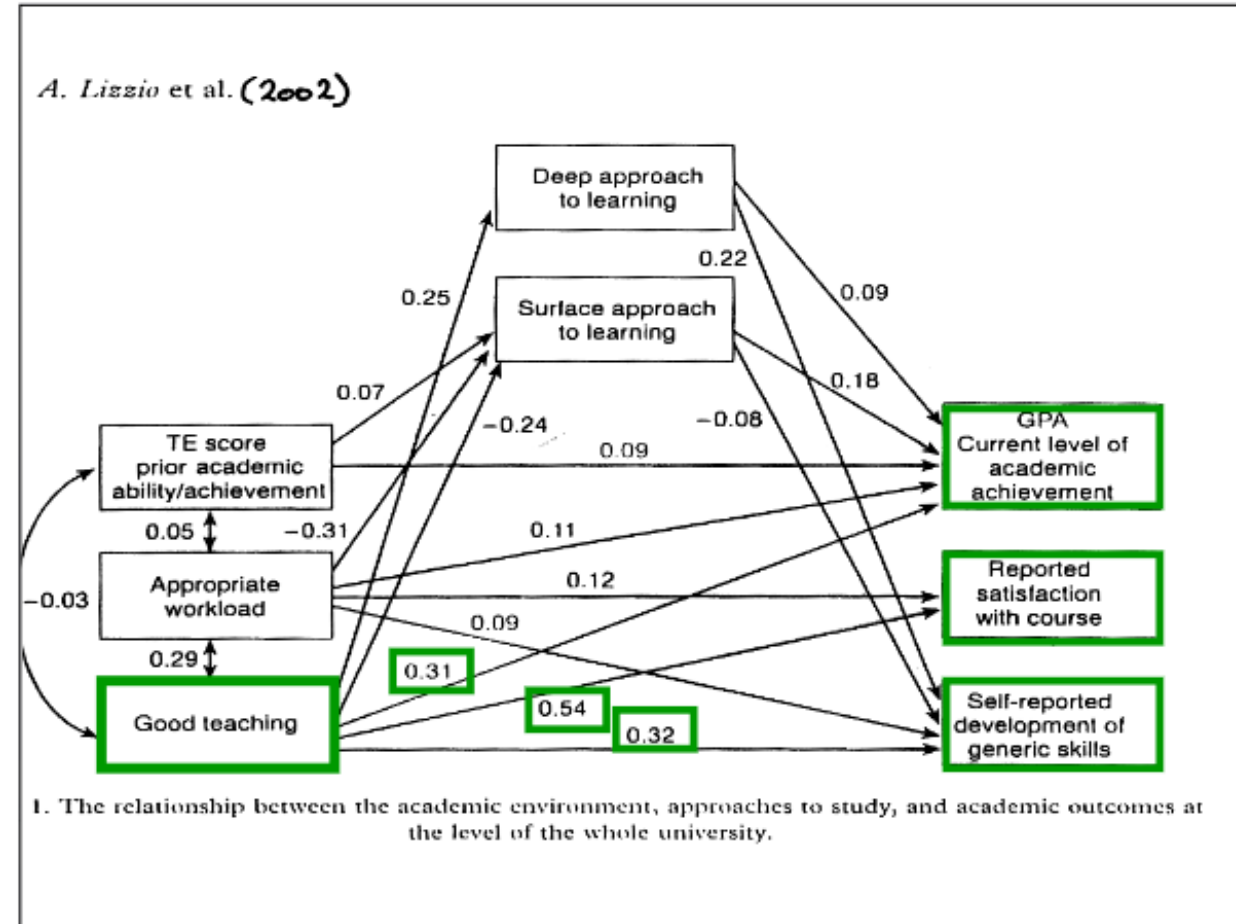 A. Lizzio et al. (2002)
Deep approach
to learning
0.22
0.25
0.09
Surface approach
to learning
0.07
0.18
-0.24
-0.08
TE score
prior academic
ability/achievement
0.09
GPA
Current level of
academic
achievement
0.05
-0.31
0.11
Appropriate
workload
0.12
Reported
satisfaction
with course
-0.03
0.09
0.29
0.31
Good teaching
0.54
0.32
Self-reported
development of
generic skills
1. The relationship between the academic environment, approaches to study, and academic outcomes at
the level of the whole university.